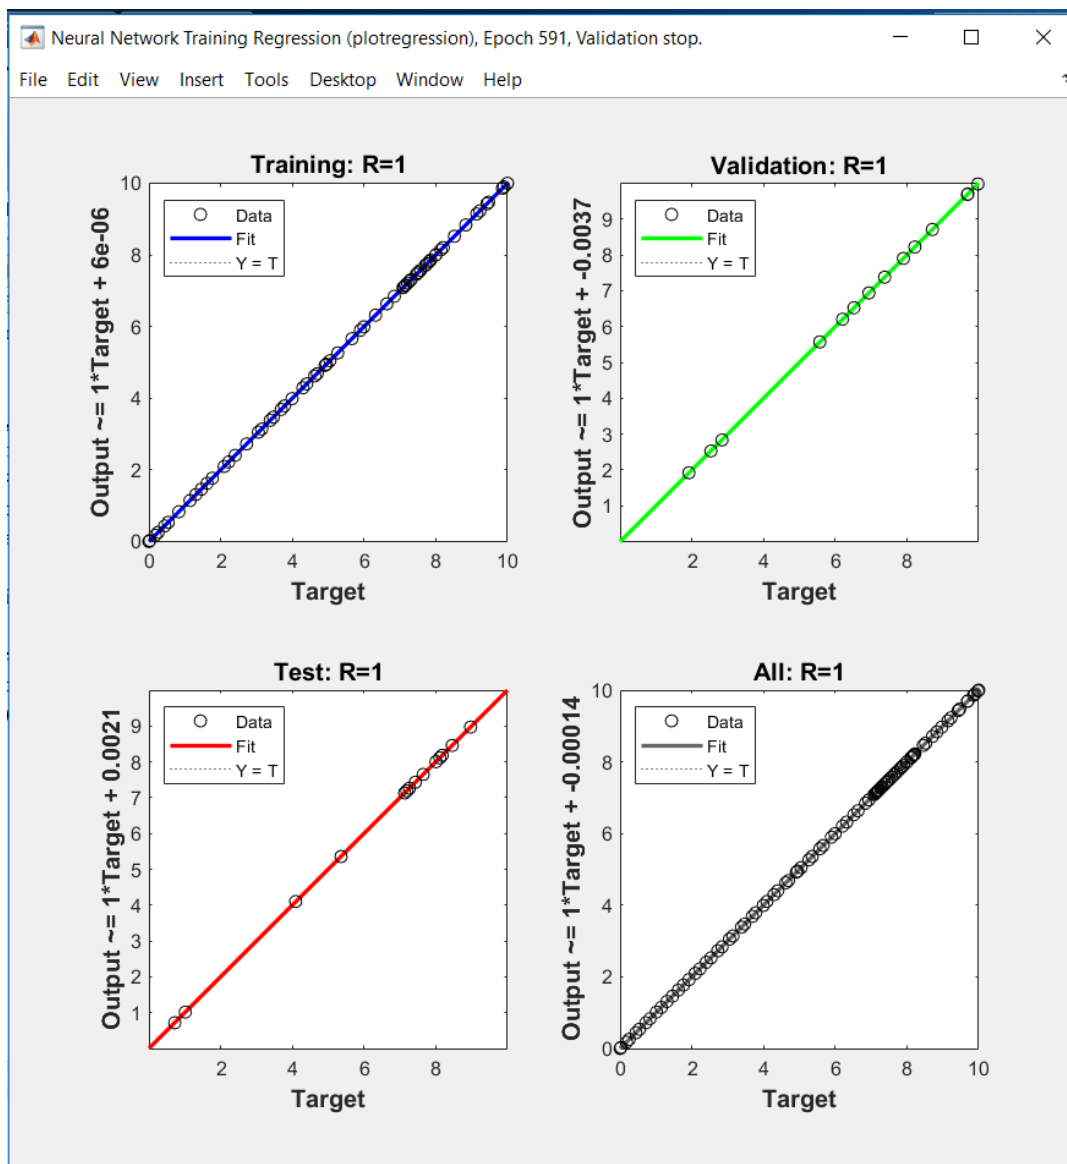 Neural Network Training Regression (plotregression), Epoch 591, Validation stop.
File Edit View Insert Tools Desktop Window Help
Training: R=1
Output ~= 1*Target + 6e-06
Data
Fit
Y = T
10
8
6
4
2
0
0 2 4 6 8 10
Target
Validation: R=1
Output ~= 1*Target + -0.0037
Data
Fit
Y = T
9
8
7
6
5
4
3
2
1
2 4 6 8
Target
Test: R=1
Output ~= 1*Target + 0.0021
Data
Fit
Y = T
9
8
7
6
5
4
3
2
1
2 4 6 8
Target
All: R=1
Output ~= 1*Target + -0.00014
Data
Fit
Y = T
10
8
6
4
2
0
0 2 4 6 8 10
Target